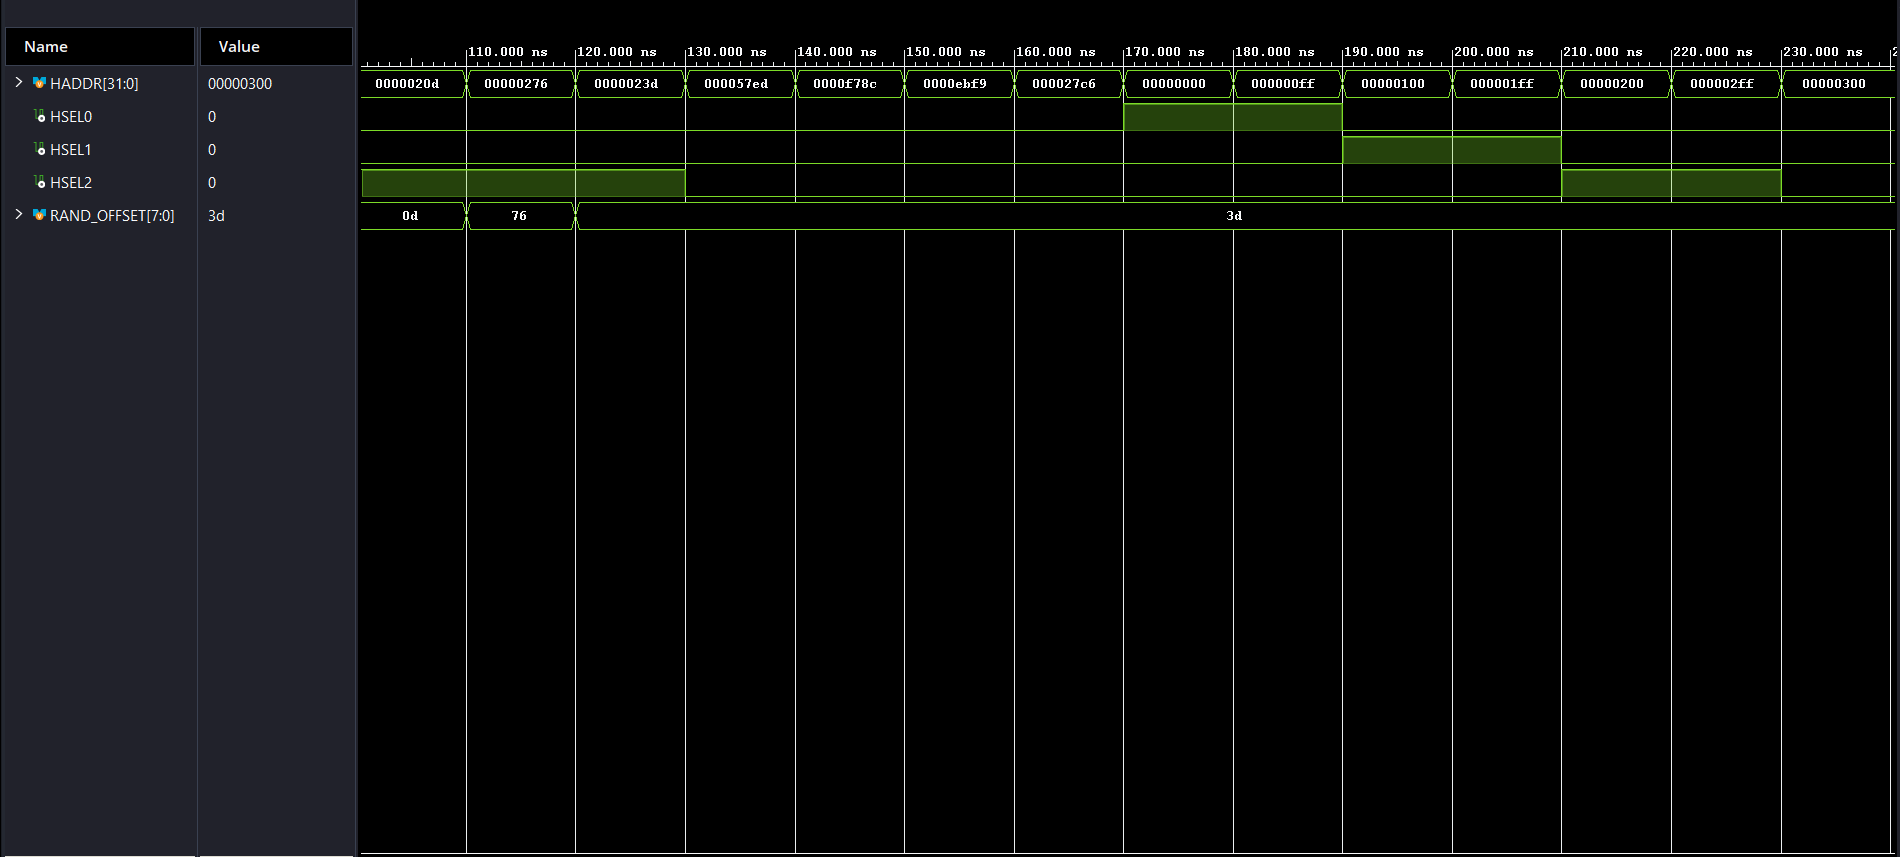 Name Value
110.000 ns 120.000 ns 130.000 ns 140.000 ns 150.000 ns 160.000 ns 170.000 ns 180.000 ns 190.000 ns 200.000 ns 210.000 ns 220.000 ns 230.000 ns 2
HADDR[31:0] 00000300 0000020d 00000276 0000023d 000057ed 0000f78c 0000ebf9 000027c6 00000000 000000ff 00000100 000001ff 00000200 000002ff 00000300
HSEL0 0
HSEL1 0
HSEL2 0
RAND_OFFSET[7:0] 3d 0d 76 3d